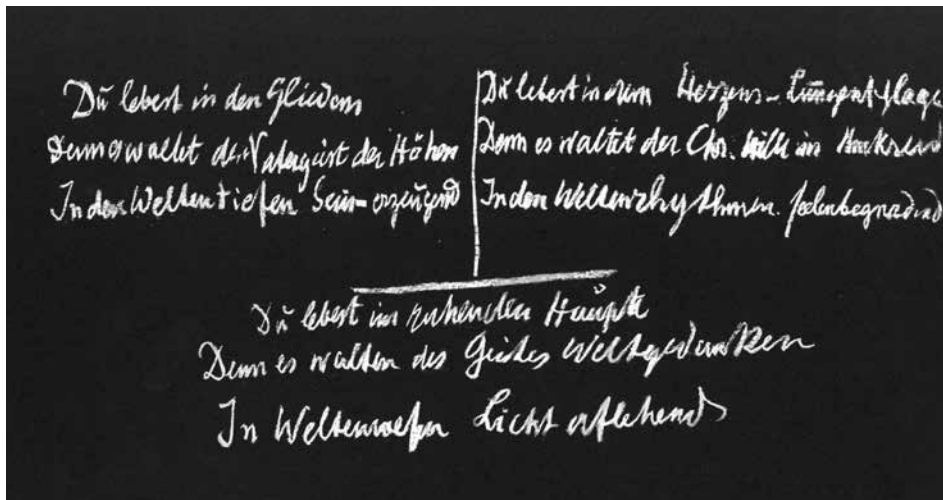 Du lebest in den Gliedern
Denn es waltet der Vatergeist der Höhen
In den Weltentiefen Sein-erzeugend
Du lebest in dem Herzens-Lungenschlage
Denn es waltet der Chr. Wille im Umkreis
In den Weltenrhythmen Seelenbegnadend
Du lebest im ruhenden Haupte
Denn es walten des Geistes Weltgedanken
In Weltenwesen Licht erflehend